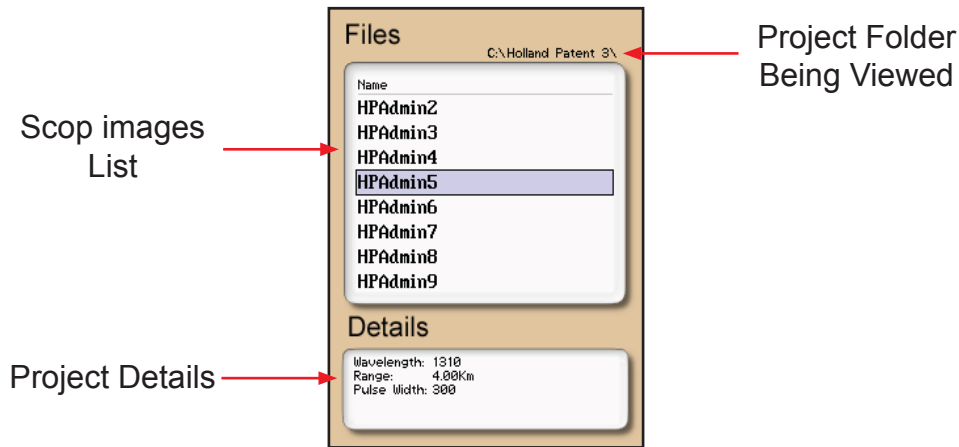 Files
C:\Holland Patent 3\
Project Folder
Being Viewed
Name
HPAdmin2
HPAdmin3
HPAdmin4
HPAdmin5
HPAdmin6
HPAdmin7
HPAdmin8
HPAdmin9
Scop images
List
Details
Wavelength: 1310
Range: 4.00Km
Pulse Width: 300
Project Details